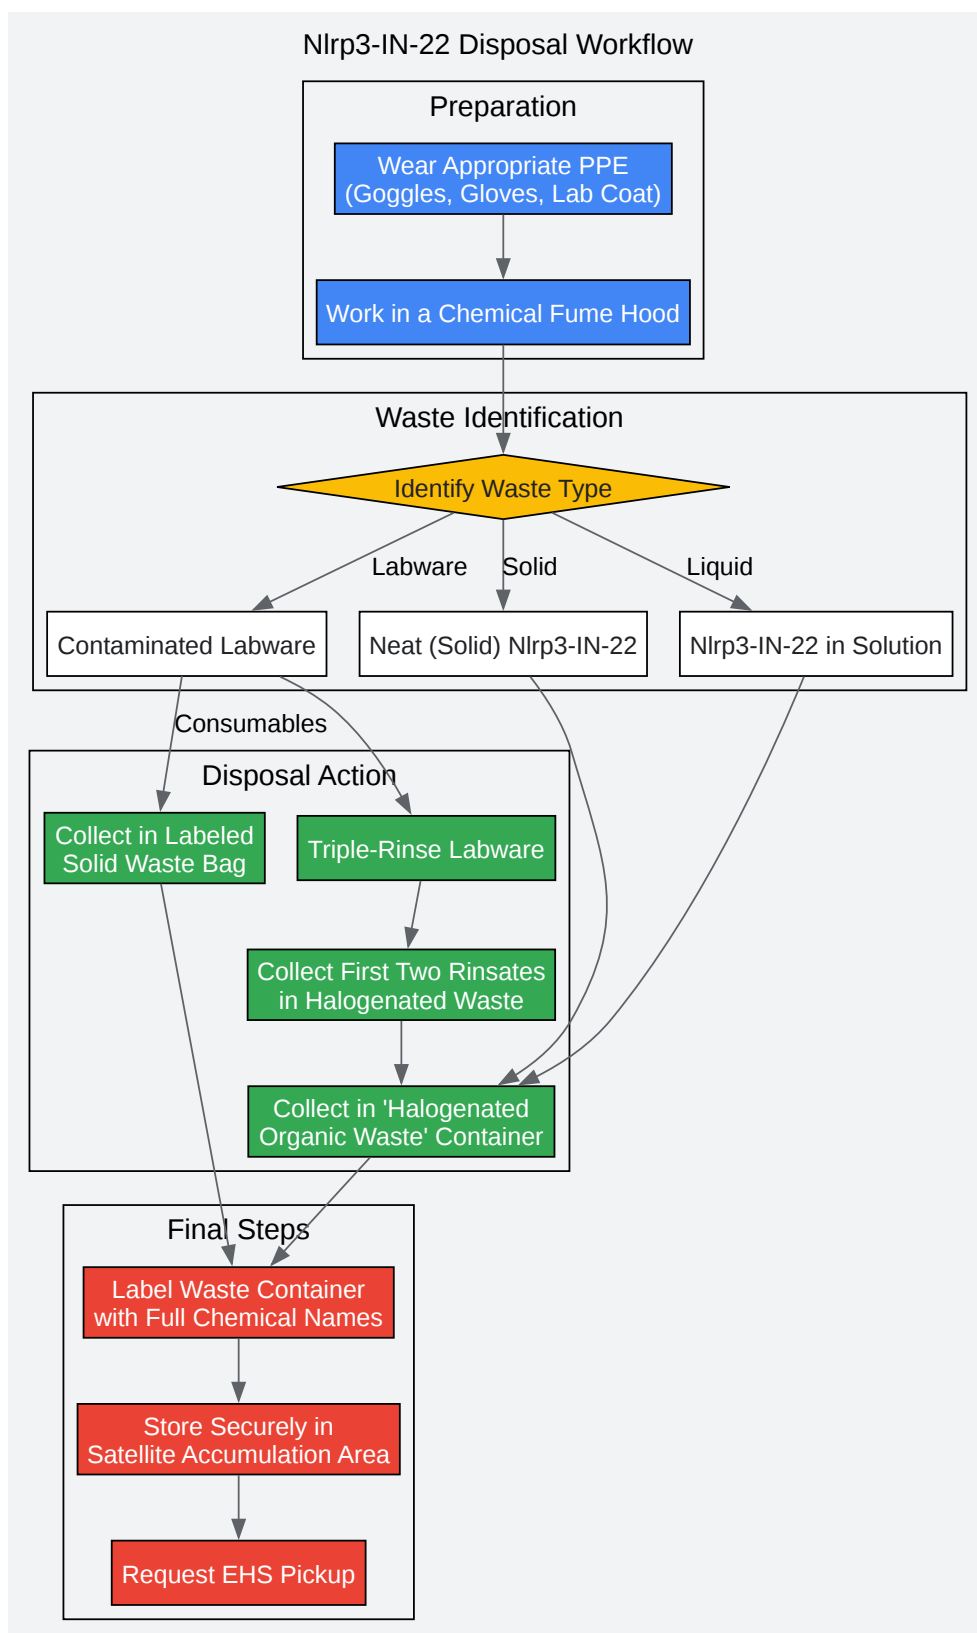 Nlrp3-IN-22 Disposal Workflow
Preparation
Wear Appropriate PPE
(Goggles, Gloves, Lab Coat)
Work in a Chemical Fume Hood
Waste Identification
Identify Waste Type
Labware
Solid
Liquid
Contaminated Labware
Neat (Solid) Nlrp3-IN-22
Nlrp3-IN-22 in Solution
Consumables
Disposal Action
Collect in Labeled
Solid Waste Bag
Triple-Rinse Labware
Collect First Two Rinsates
in Halogenated Waste
Collect in 'Halogenated
Organic Waste' Container
Final Steps
Label Waste Container
with Full Chemical Names
Store Securely in
Satellite Accumulation Area
Request EHS Pickup